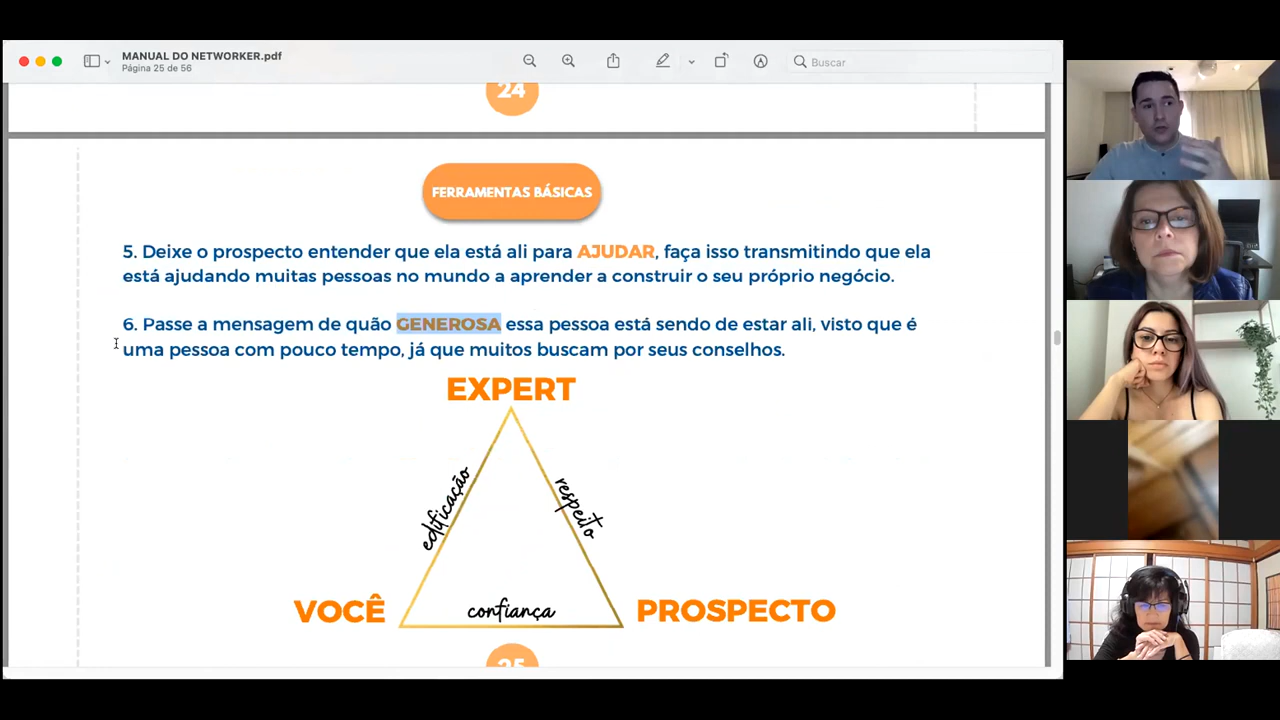 MANUAL DO NETWORKER.pdf
Página 25 de 56
Buscar
24
FERRAMENTAS BÁSICAS
5. Deixe o prospecto entender que ela está ali para AJUDAR, faça isso transmitindo que ela
está ajudando muitas pessoas no mundo a aprender a construir o seu próprio negócio.
6. Passe a mensagem de quão GENEROSA essa pessoa está sendo de estar ali, visto que é
uma pessoa com pouco tempo, já que muitos buscam por seus conselhos.
EXPERT
edificação
respeito
VOCÊ
confiança
PROSPECTO
25